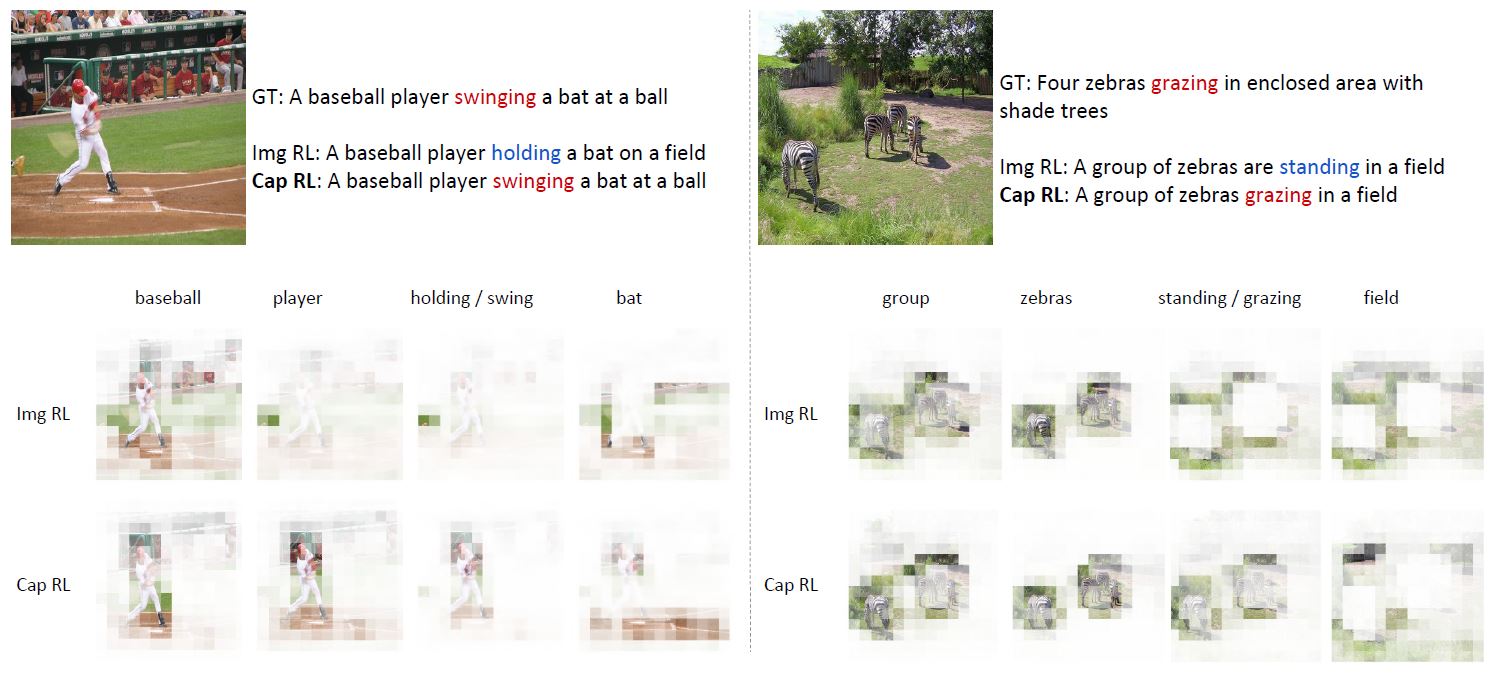 GT: A baseball player swinging a bat at a ball
Img RL: A baseball player holding a bat on a field
Cap RL: A baseball player swinging a bat at a ball
GT: Four zebras grazing in enclosed area with
shade trees
Img RL: A group of zebras are standing in a field
Cap RL: A group of zebras grazing in a field
baseball player holding / swing bat
Img RL
Cap RL
group zebras standing / grazing field
Img RL
Cap RL